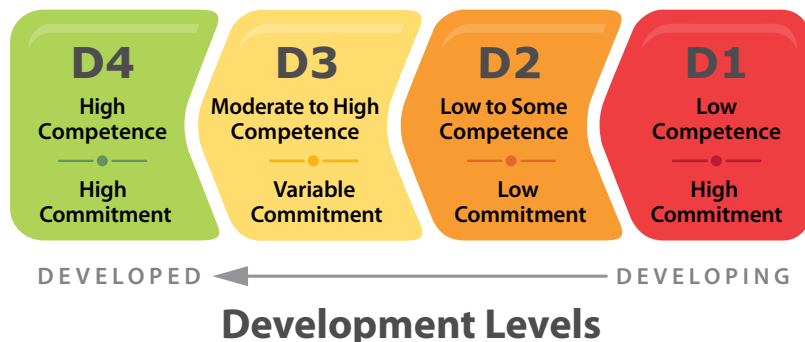 D4
High
Competence
High
Commitment
D3
Moderate to High
Competence
Variable
Commitment
D2
Low to Some
Competence
Low
Commitment
D1
Low
Competence
High
Commitment
DEVELOPED
DEVELOPING
Development Levels